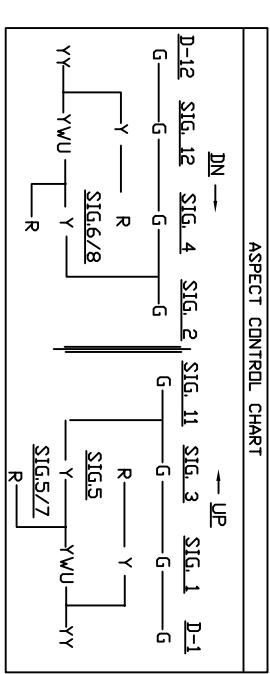 ASPECT CONTROL CHART
DN → ← UP
D-12 SIG. 12 SIG. 4 SIG. 2 SIG. 11 SIG. 3 SIG. 1 D-1
G G G G G G G G
Y R R Y
SIG.6/8 SIG.5
YY YWU Y Y YWU YY
SIG.5/7
R R